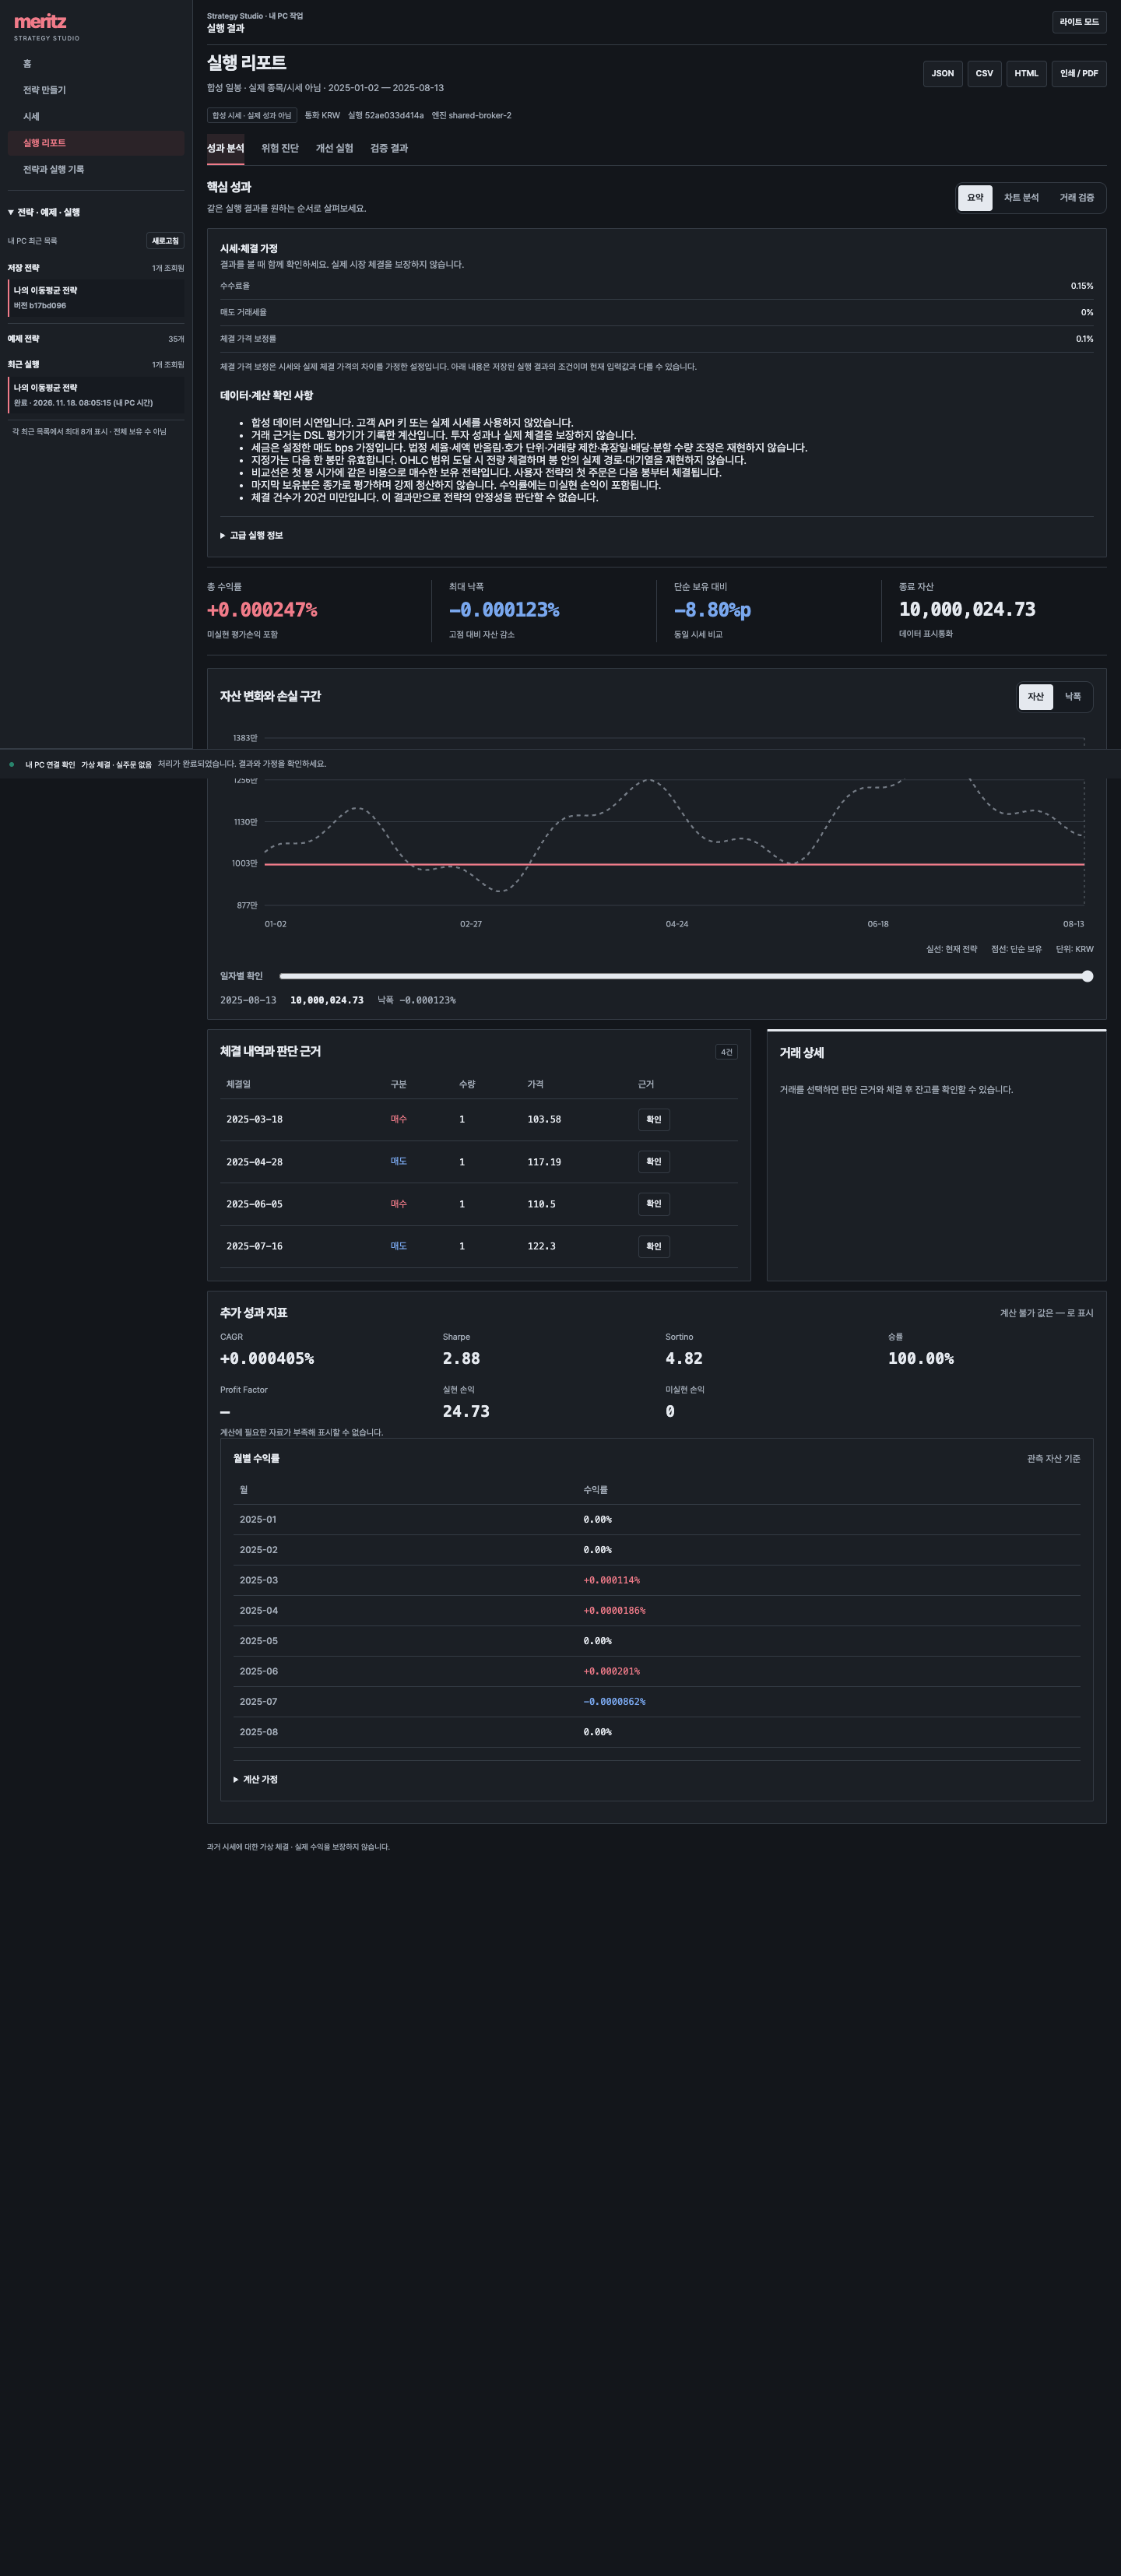 meritz
STRATEGY STUDIO
홈
전략 만들기
시세
실행 리포트
전략과 실행 기록
▼ 전략 · 예제 · 실행
내 PC 최근 목록 새로고침
저장 전략 1개 조회됨
나의 이동평균 전략
버전 b17bd096
예제 전략 35개
최근 실행 1개 조회됨
나의 이동평균 전략
완료 · 2026. 11. 18. 08:05:15 (내 PC 시간)
각 최근 목록에서 최대 8개 표시 · 전체 보유 수 아님
Strategy Studio · 내 PC 작업
실행 결과
라이트 모드
실행 리포트
합성 일봉 · 실제 종목/시세 아님 · 2025-01-02 — 2025-08-13
JSON CSV HTML 인쇄 / PDF
합성 시세 · 실제 성과 아님 통화 KRW 실행 52ae033d414a 엔진 shared-broker-2
성과 분석 위험 진단 개선 실험 검증 결과
핵심 성과
같은 실행 결과를 원하는 순서로 살펴보세요.
요약 차트 분석 거래 검증
시세·체결 가정
결과를 볼 때 함께 확인하세요. 실제 시장 체결을 보장하지 않습니다.
수수료율 0.15%
매도 거래세율 0%
체결 가격 보정률 0.1%
체결 가격 보정은 시세와 실제 체결 가격의 차이를 가정한 설정입니다. 아래 내용은 저장된 실행 결과의 조건이며 현재 입력값과 다를 수 있습니다.
데이터·계산 확인 사항
• 합성 데이터 시연입니다. 고객 API 키 또는 실제 시세를 사용하지 않았습니다.
• 거래 근거는 DSL 평가기가 기록한 계산입니다. 투자 성과나 실제 체결을 보장하지 않습니다.
• 세금은 설정한 매도 bps 가정입니다. 법정 세율·세액 반올림·호가 단위·거래량 제한·휴장일·배당·분할 수량 조정은 재현하지 않습니다.
• 지정가는 다음 한 봉만 유효합니다. OHLC 범위 도달 시 전량 체결하며 봉 안의 실제 경로·대기열을 재현하지 않습니다.
• 비교선은 첫 봉 시가에 같은 비용으로 매수한 보유 전략입니다. 사용자 전략의 첫 주문은 다음 봉부터 체결됩니다.
• 마지막 보유분은 종가로 평가하며 강제 청산하지 않습니다. 수익률에는 미실현 손익이 포함됩니다.
• 체결 건수가 20건 미만입니다. 이 결과만으로 전략의 안정성을 판단할 수 없습니다.
▶ 고급 실행 정보
총 수익률 최대 낙폭 단순 보유 대비 종료 자산
+0.000247% −0.000123% −8.80%p 10,000,024.73
미실현 평가손익 포함 고점 대비 자산 감소 동일 시세 비교 데이터 표시통화
자산 변화와 손실 구간
자산 낙폭
1383만
내 PC 연결 확인 가상 체결 · 실주문 없음 처리가 완료되었습니다. 결과와 가정을 확인하세요.
1256만
1130만
1003만
877만
01-02 02-27 04-24 06-18 08-13
실선: 현재 전략 점선: 단순 보유 단위: KRW
일자별 확인
2025-08-13 10,000,024.73 낙폭 −0.000123%
체결 내역과 판단 근거 4건
체결일 구분 수량 가격 근거
2025-03-18 매수 1 103.58 확인
2025-04-28 매도 1 117.19 확인
2025-06-05 매수 1 110.5 확인
2025-07-16 매도 1 122.3 확인
거래 상세
거래를 선택하면 판단 근거와 체결 후 잔고를 확인할 수 있습니다.
추가 성과 지표 계산 불가 값은 — 로 표시
CAGR Sharpe Sortino 승률
+0.000405% 2.88 4.82 100.00%
Profit Factor 실현 손익 미실현 손익
— 24.73 0
계산에 필요한 자료가 부족해 표시할 수 없습니다.
월별 수익률 관측 자산 기준
월 수익률
2025-01 0.00%
2025-02 0.00%
2025-03 +0.000114%
2025-04 +0.0000186%
2025-05 0.00%
2025-06 +0.000201%
2025-07 −0.0000862%
2025-08 0.00%
▶ 계산 가정
과거 시세에 대한 가상 체결 · 실제 수익을 보장하지 않습니다.